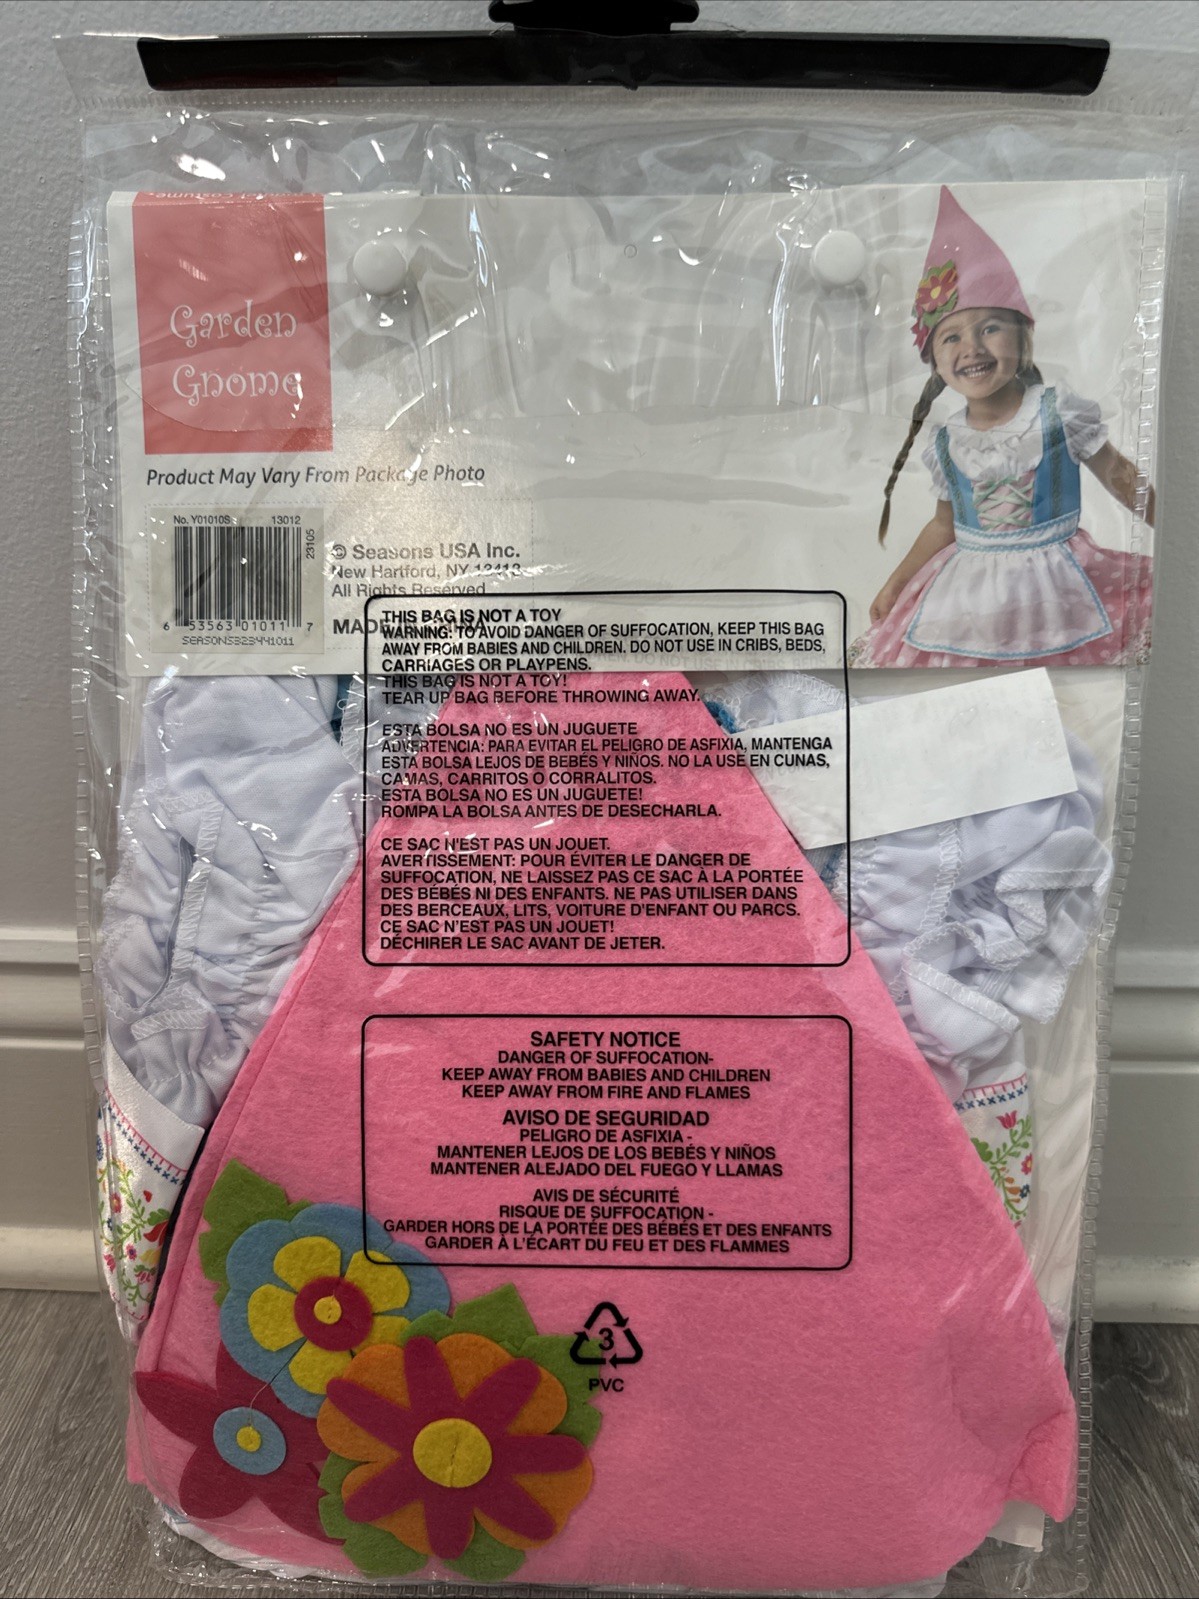 Garden
Gnome
Product May Vary From Package Photo
No. Y01010S 13012
23105
6 53563 01011 7
SEASONS323441011
© Seasons USA Inc.
New Hartford, NY 13413
All Rights Reserved
MADE
THIS BAG IS NOT A TOY
WARNING: TO AVOID DANGER OF SUFFOCATION, KEEP THIS BAG
AWAY FROM BABIES AND CHILDREN. DO NOT USE IN CRIBS, BEDS,
CARRIAGES OR PLAYPENS.
THIS BAG IS NOT A TOY!
TEAR UP BAG BEFORE THROWING AWAY.
ESTA BOLSA NO ES UN JUGUETE
ADVERTENCIA: PARA EVITAR EL PELIGRO DE ASFIXIA, MANTENGA
ESTA BOLSA LEJOS DE BEBÉS Y NIÑOS. NO LA USE EN CUNAS,
CAMAS, CARRITOS O CORRALITOS.
ESTA BOLSA NO ES UN JUGUETE!
ROMPA LA BOLSA ANTES DE DESECHARLA.
CE SAC N'EST PAS UN JOUET.
AVERTISSEMENT: POUR ÉVITER LE DANGER DE
SUFFOCATION, NE LAISSEZ PAS CE SAC À LA PORTÉE
DES BÉBÉS NI DES ENFANTS. NE PAS UTILISER DANS
DES BERCEAUX, LITS, VOITURE D'ENFANT OU PARCS.
CE SAC N'EST PAS UN JOUET!
DÉCHIRER LE SAC AVANT DE JETER.
SAFETY NOTICE
DANGER OF SUFFOCATION-
KEEP AWAY FROM BABIES AND CHILDREN
KEEP AWAY FROM FIRE AND FLAMES
AVISO DE SEGURIDAD
PELIGRO DE ASFIXIA -
MANTENER LEJOS DE LOS BEBÉS Y NIÑOS
MANTENER ALEJADO DEL FUEGO Y LLAMAS
AVIS DE SÉCURITÉ
RISQUE DE SUFFOCATION -
GARDER HORS DE LA PORTÉE DES BÉBÉS ET DES ENFANTS
GARDER À L'ÉCART DU FEU ET DES FLAMMES
3
PVC